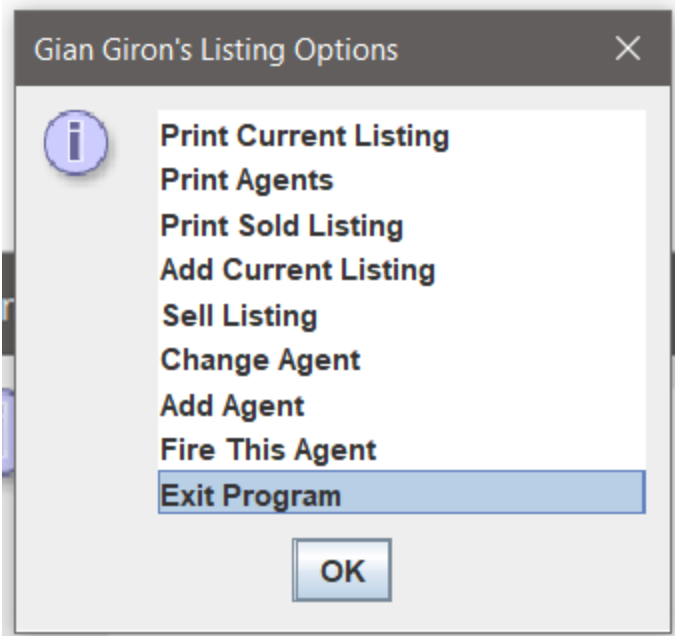 Gian Giron's Listing Options
Print Current Listing
Print Agents
Print Sold Listing
Add Current Listing
Sell Listing
Change Agent
Add Agent
Fire This Agent
Exit Program
OK